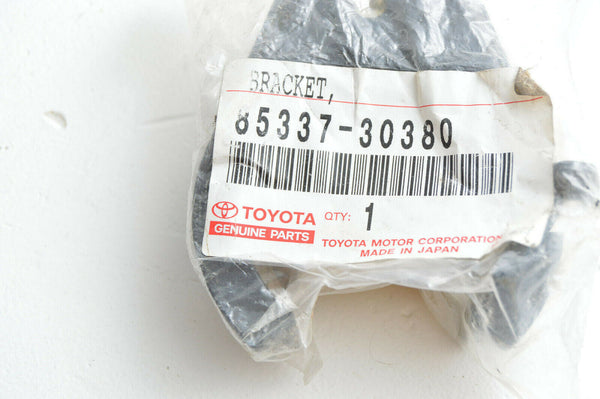 BRACKET,
85337-30380
TOYOTA QTY: 1
GENUINE PARTS
TOYOTA MOTOR CORPORATION
MADE IN JAPAN